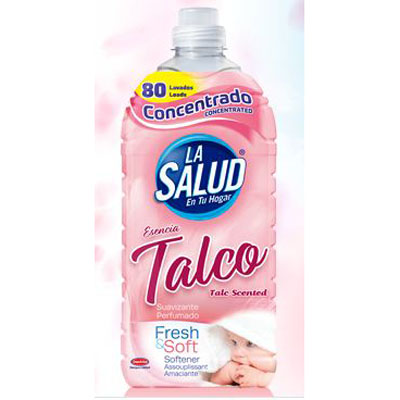 80 Lavados
Loads
Concentrado
CONCENTRATED
LA
SALUD®
En Tu Hogar
Esencia
Talco
Talc Scented
Suavizante
Perfumado
Fresh
&Soft
Softener
Assouplissant
Amaciante